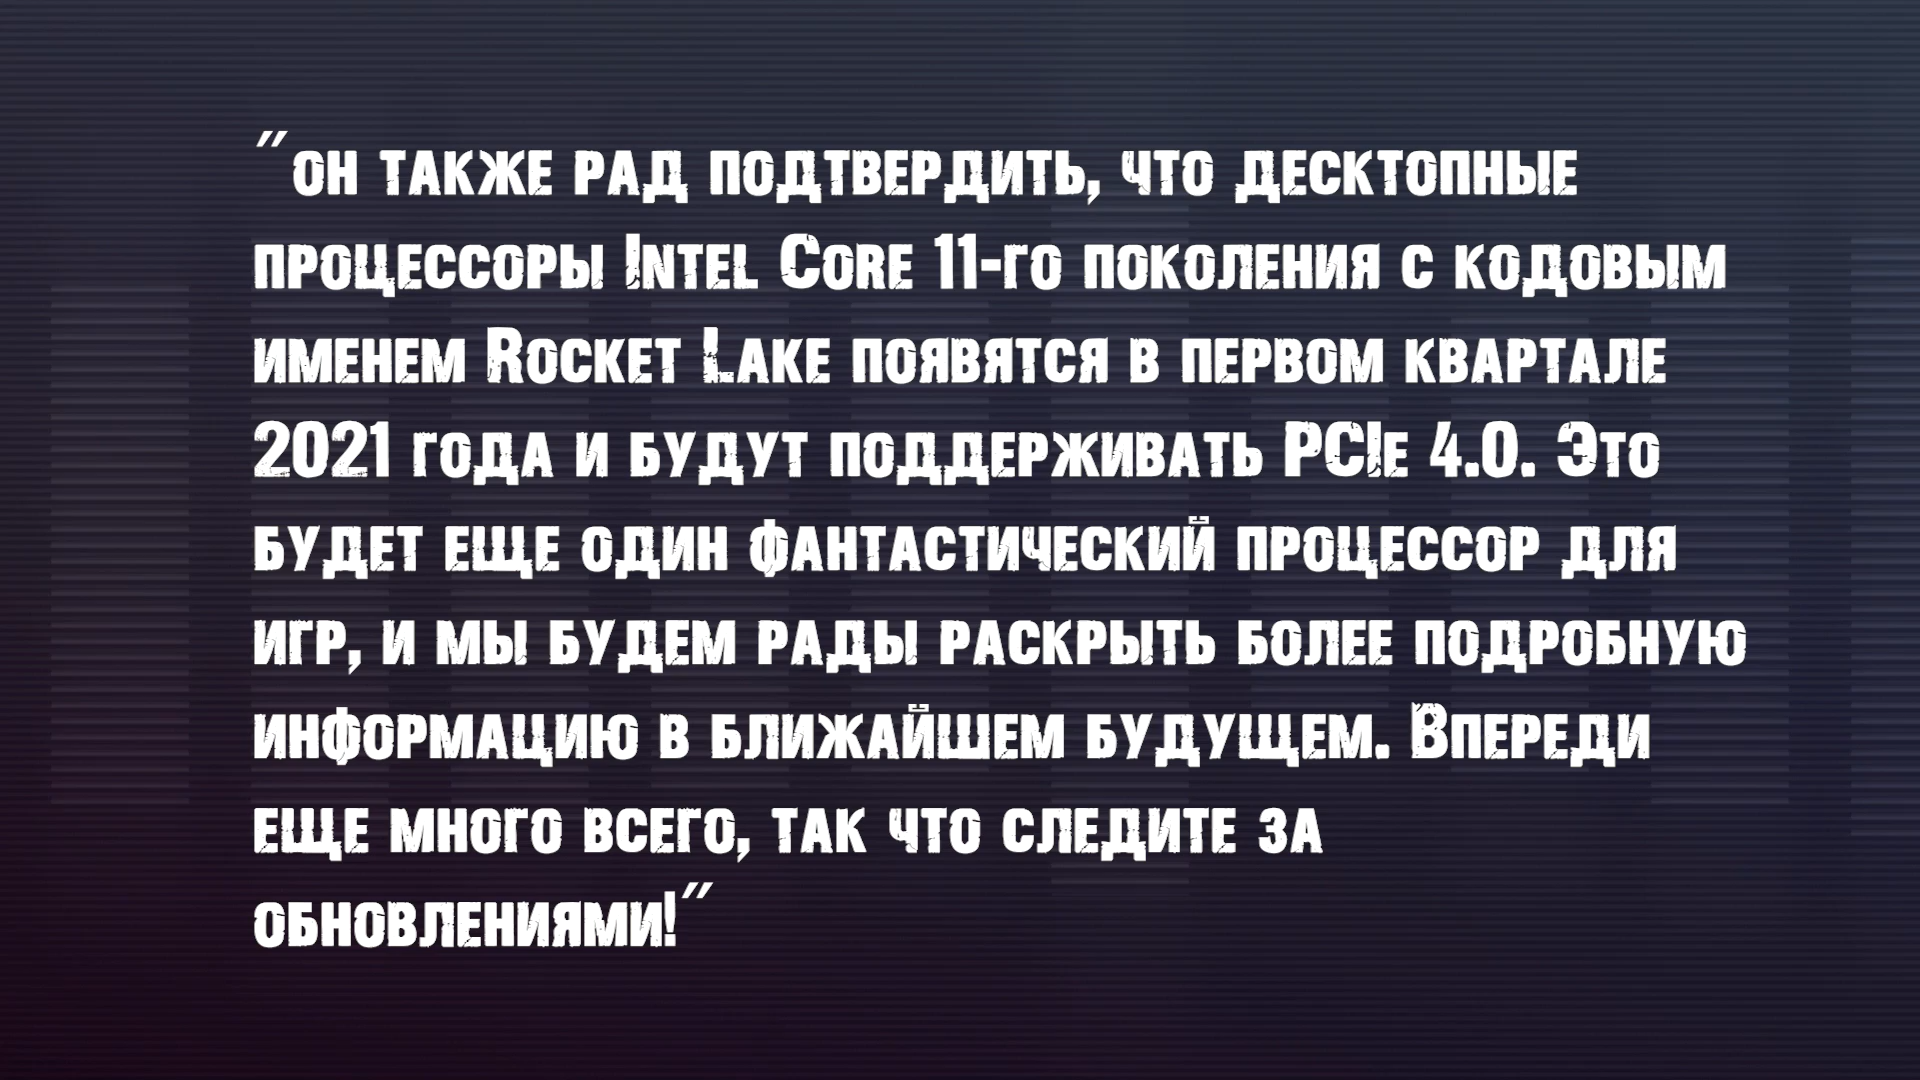 "он также рад подтвердить, что десктопные
процессоры Intel Core 11-го поколения с кодовым
именем Rocket Lake появятся в первом квартале
2021 года и будут поддерживать PCIe 4.0. Это
будет еще один фантастический процессор для
игр, и мы будем рады раскрыть более подробную
информацию в ближайшем будущем. Впереди
еще много всего, так что следите за
обновлениями!"